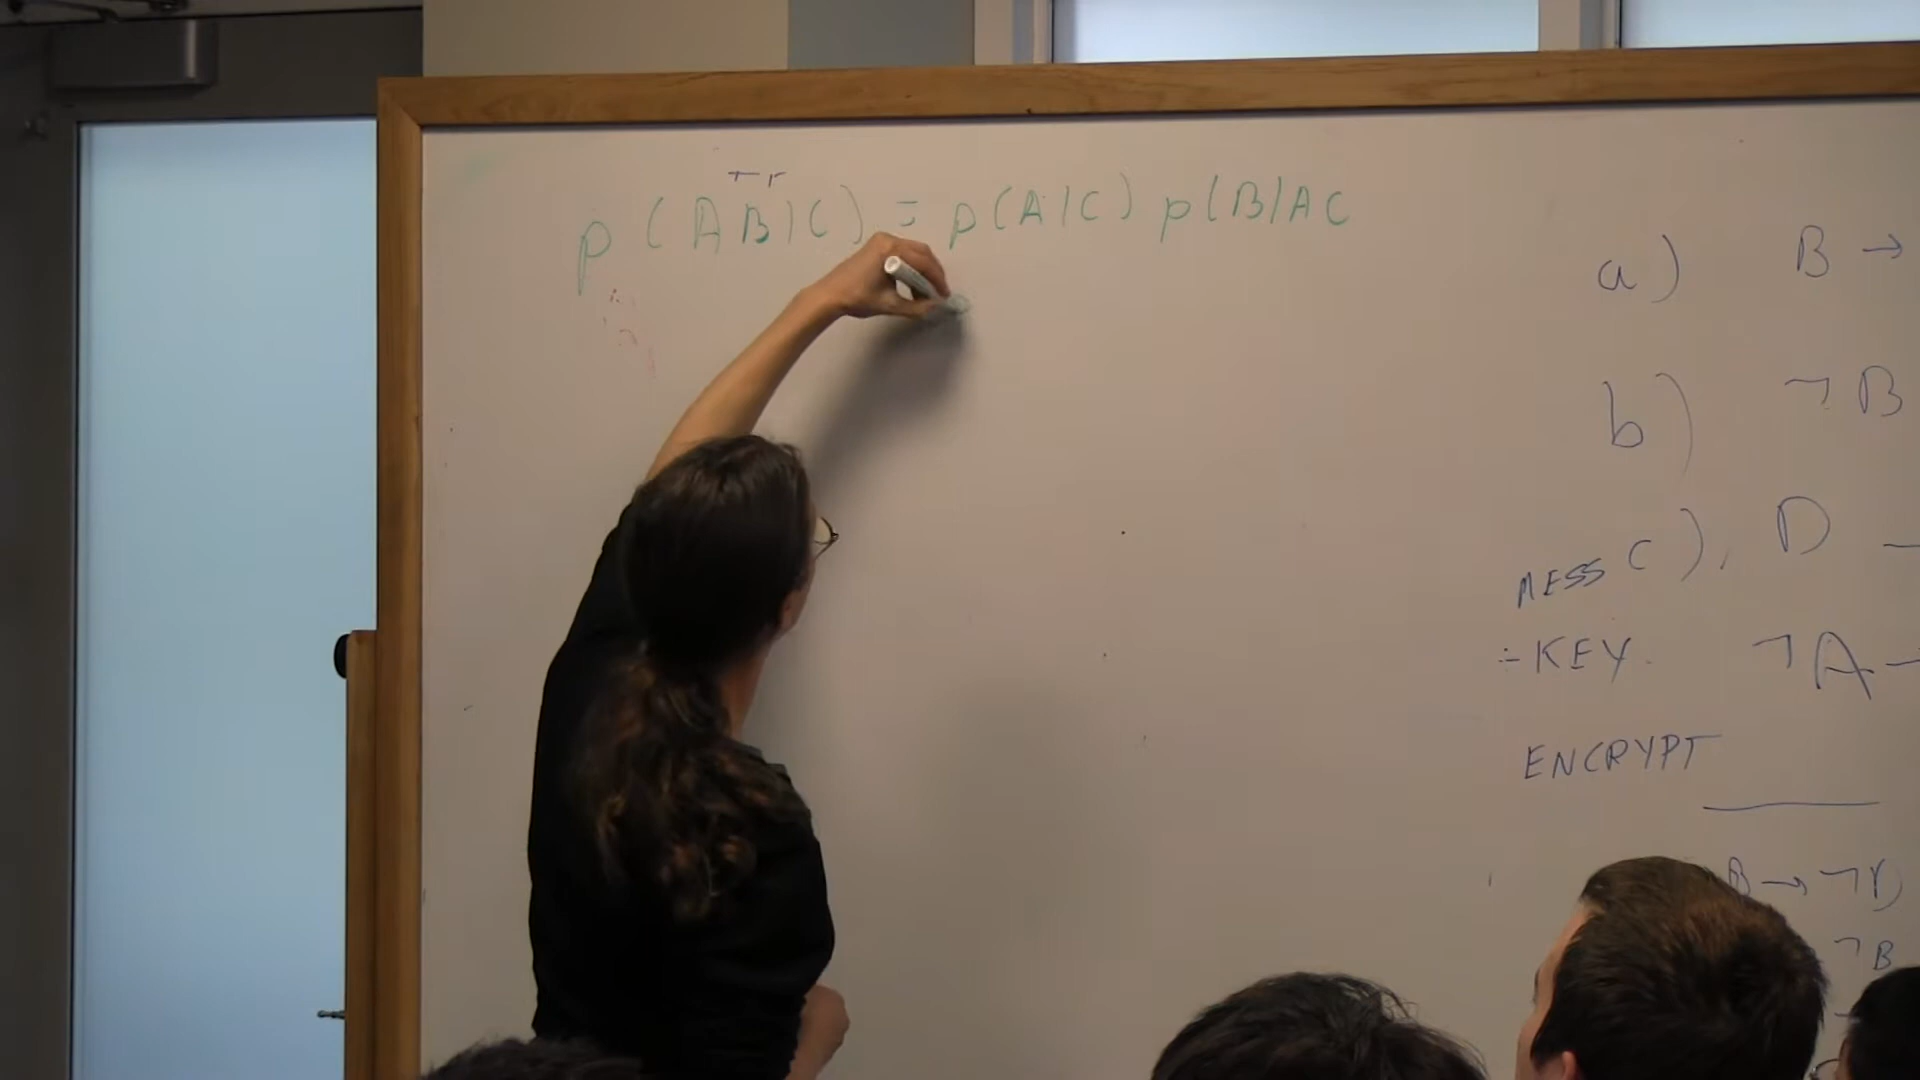 p (AB|C) = p(A|C) p(B|AC
a) B →
b) ¬B
MESS c), D –
÷KEY. ¬A –
ENCRYPT
B → ¬D
¬B